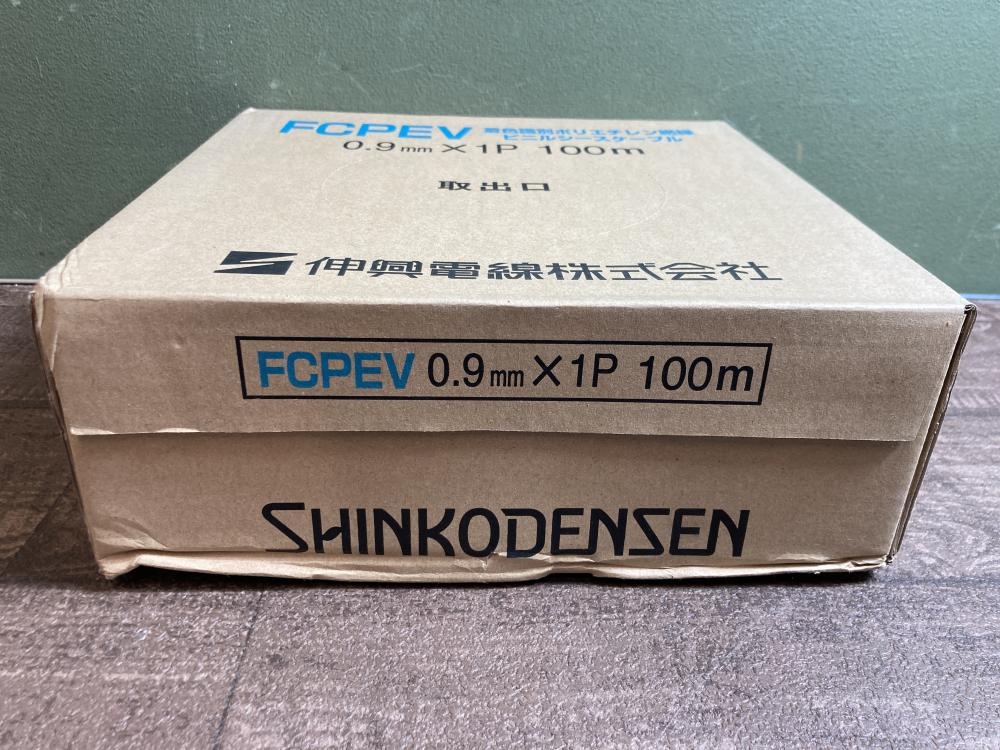 FCPEV 着色識別ポリエチレン絶縁
ビニルシースケーブル
0.9mm×1P 100m
取出口
伸興電線株式会社
FCPEV 0.9mm×1P 100m
SHINKODENSEN